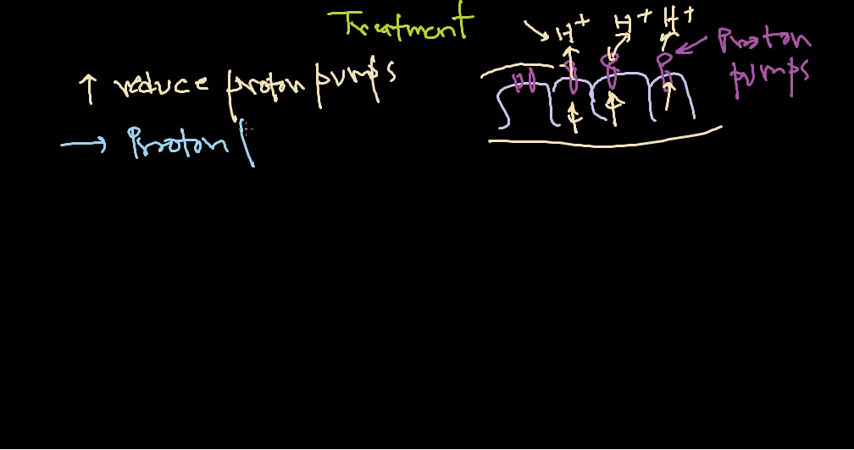 Treatment
H+ H+ H+
Proton
pumps
↑ reduce proton pumps
→ Proton